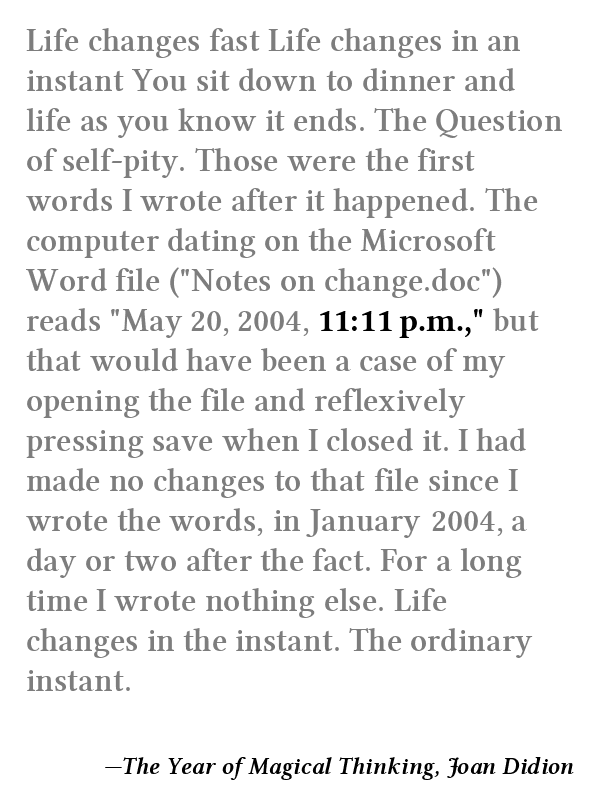 Life changes fast Life changes in an
instant You sit down to dinner and
life as you know it ends. The Question
of self-pity. Those were the first
words I wrote after it happened. The
computer dating on the Microsoft
Word file ("Notes on change.doc")
reads "May 20, 2004, 11:11 p.m.," but
that would have been a case of my
opening the file and reflexively
pressing save when I closed it. I had
made no changes to that file since I
wrote the words, in January 2004, a
day or two after the fact. For a long
time I wrote nothing else. Life
changes in the instant. The ordinary
instant.
—The Year of Magical Thinking, Joan Didion